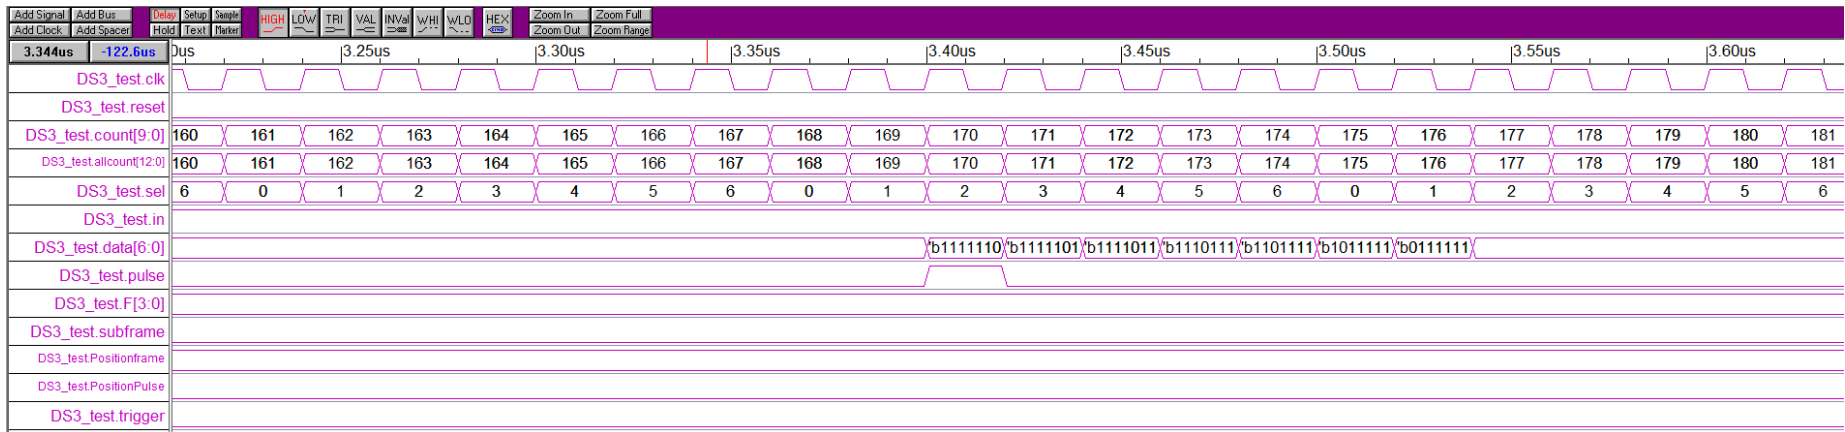 Add Signal Add Bus Delay Setup Sample HIGH LOW TRI VAL INVal WHI WLO HEX Zoom In Zoom Full
Add Clock Add Spacer Hold Text Marker Zoom Out Zoom Range
3.344us -122.6us 0us 3.25us 3.30us 3.35us 3.40us 3.45us 3.50us 3.55us 3.60us
DS3_test.clk
DS3_test.reset
DS3_test.count[9:0] 160 161 162 163 164 165 166 167 168 169 170 171 172 173 174 175 176 177 178 179 180 181
DS3_test.allcount[12:0] 160 161 162 163 164 165 166 167 168 169 170 171 172 173 174 175 176 177 178 179 180 181
DS3_test.sel 6 0 1 2 3 4 5 6 0 1 2 3 4 5 6 0 1 2 3 4 5 6
DS3_test.in
DS3_test.data[6:0] 'b1111110 'b1111101 'b1111011 'b1110111 'b1101111 'b1011111 'b0111111
DS3_test.pulse
DS3_test.F[3:0]
DS3_test.subframe
DS3_test.Positionframe
DS3_test.PositionPulse
DS3_test.trigger